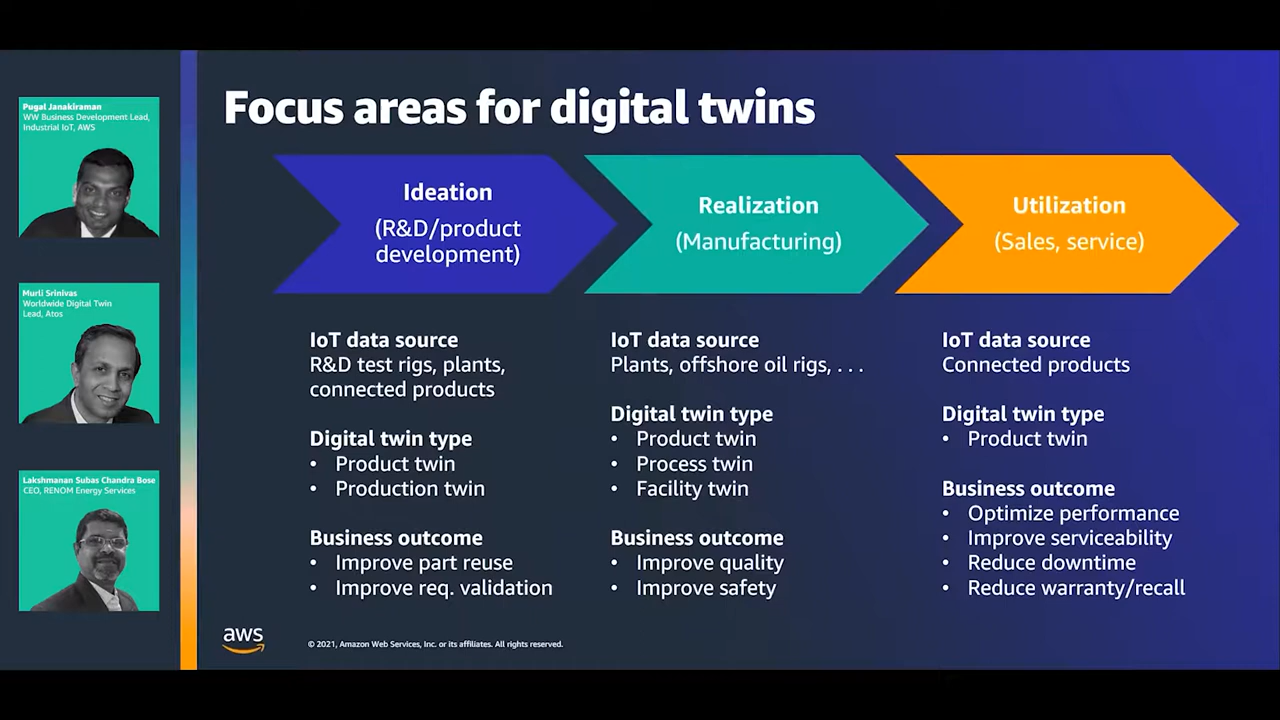 Pugal Janakiraman
WW Business Development Lead,
Industrial IoT, AWS
Murli Srinivas
Worldwide Digital Twin
Lead, Atos
Lakshmanan Subas Chandra Bose
CEO, RENOM Energy Services
Focus areas for digital twins
Ideation
(R&D/product
development)
IoT data source
R&D test rigs, plants,
connected products
Digital twin type
• Product twin
• Production twin
Business outcome
• Improve part reuse
• Improve req. validation
Realization
(Manufacturing)
IoT data source
Plants, offshore oil rigs, . . .
Digital twin type
• Product twin
• Process twin
• Facility twin
Business outcome
• Improve quality
• Improve safety
Utilization
(Sales, service)
IoT data source
Connected products
Digital twin type
• Product twin
Business outcome
• Optimize performance
• Improve serviceability
• Reduce downtime
• Reduce warranty/recall
aws
© 2021, Amazon Web Services, Inc. or its affiliates. All rights reserved.